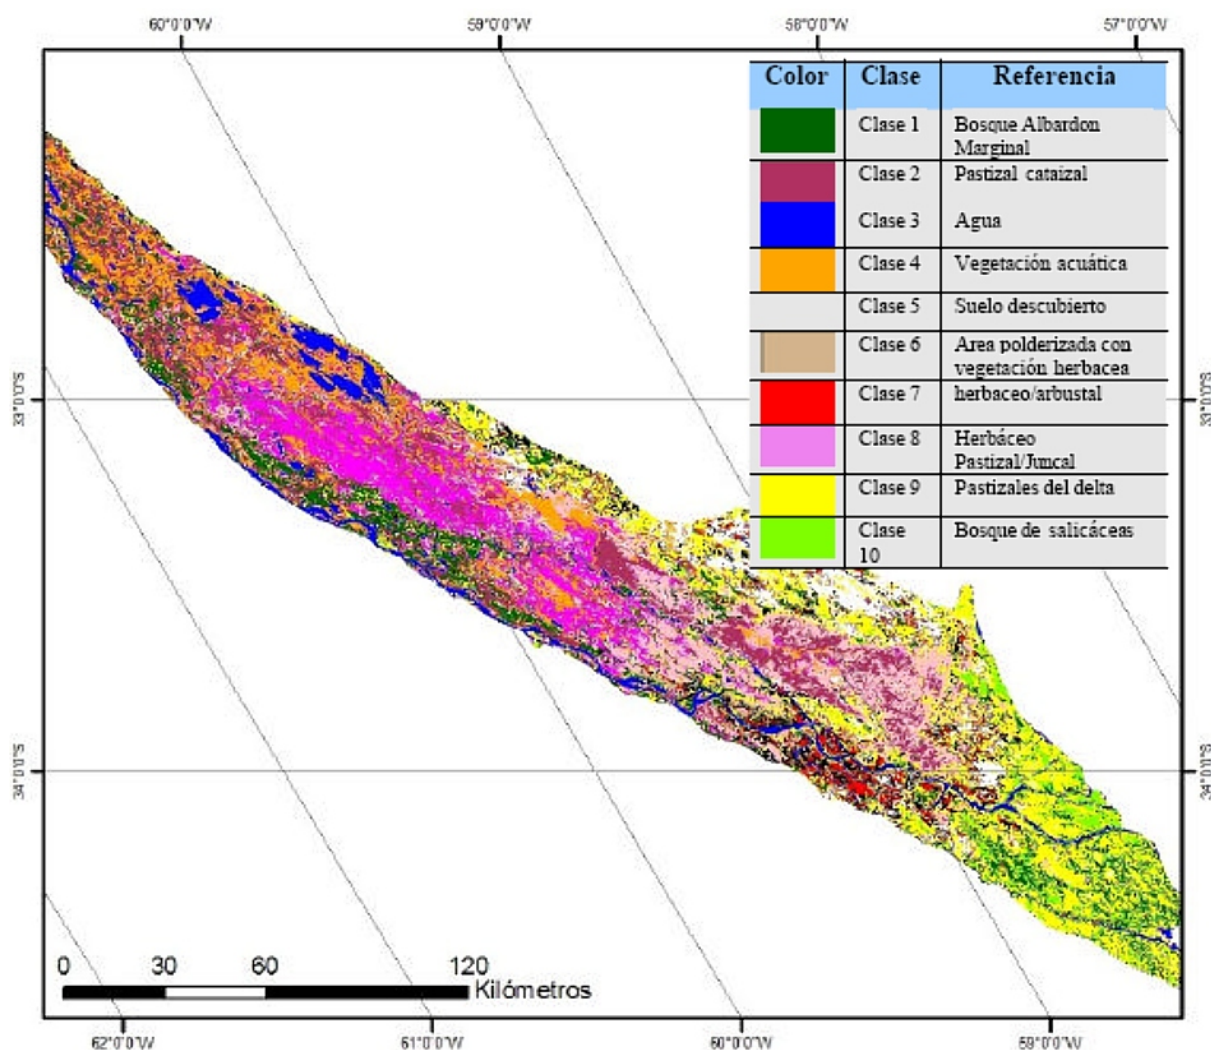 60°0'0"W 59°0'0"W 58°0'0"W 57°0'0"W
Color Clase Referencia
Clase 1 Bosque Albardon
Marginal
Clase 2 Pastizal cataizal
Clase 3 Agua
Clase 4 Vegetación acuática
Clase 5 Suelo descubierto
Clase 6 Area polderizada con
vegetación herbacea
Clase 7 herbaceo/arbustal
Clase 8 Herbáceo
Pastizal/Juncal
Clase 9 Pastizales del delta
Clase Bosque de salicáceas
10
33°0'0"S 33°0'0"S
34°0'0"S 34°0'0"S
0 30 60 120
Kilómetros
62°0'0"W 61°0'0"W 60°0'0"W 59°0'0"W